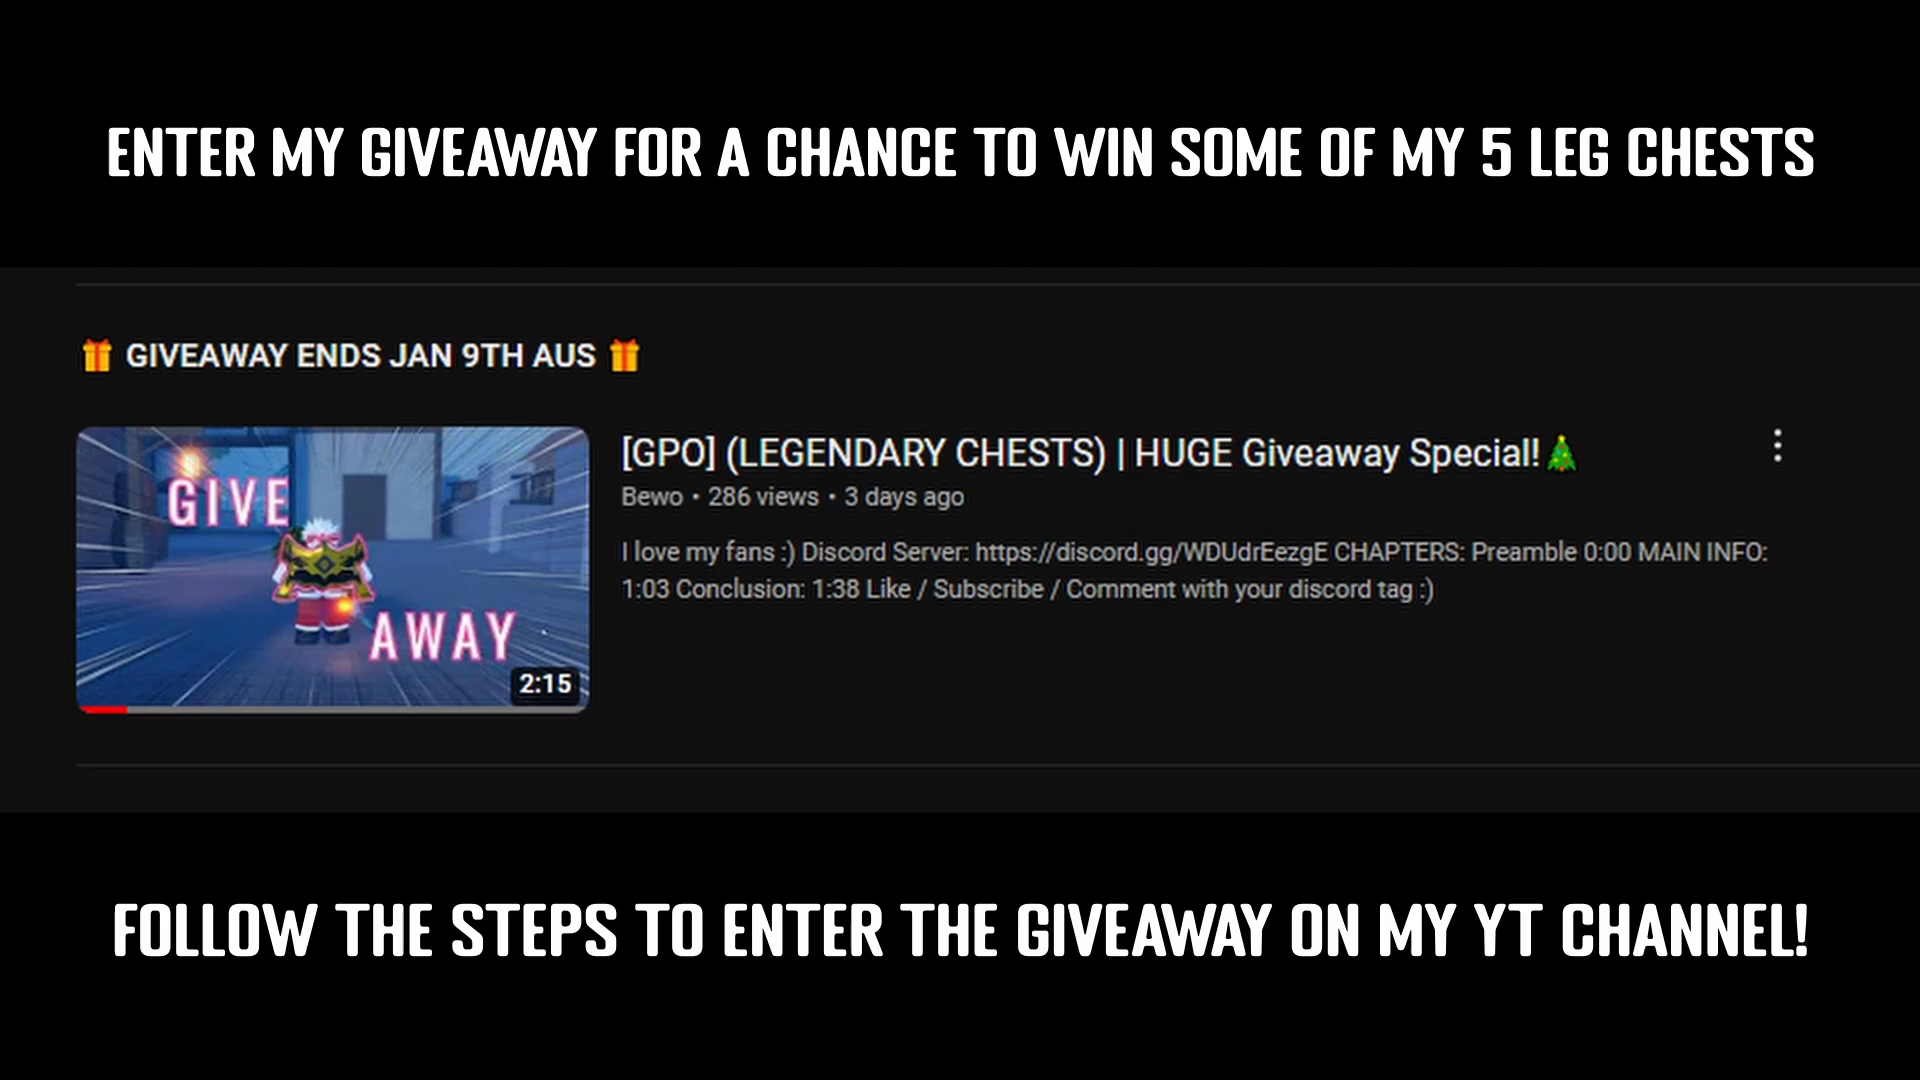 ENTER MY GIVEAWAY FOR A CHANCE TO WIN SOME OF MY 5 LEG CHESTS
🎁 GIVEAWAY ENDS JAN 9TH AUS 🎁
GIVE
AWAY
2:15
[GPO] (LEGENDARY CHESTS) | HUGE Giveaway Special!🎄
Bewo • 286 views • 3 days ago
I love my fans :) Discord Server: https://discord.gg/WDUdrEezgE CHAPTERS: Preamble 0:00 MAIN INFO:
1:03 Conclusion: 1:38 Like / Subscribe / Comment with your discord tag :)
FOLLOW THE STEPS TO ENTER THE GIVEAWAY ON MY YT CHANNEL!